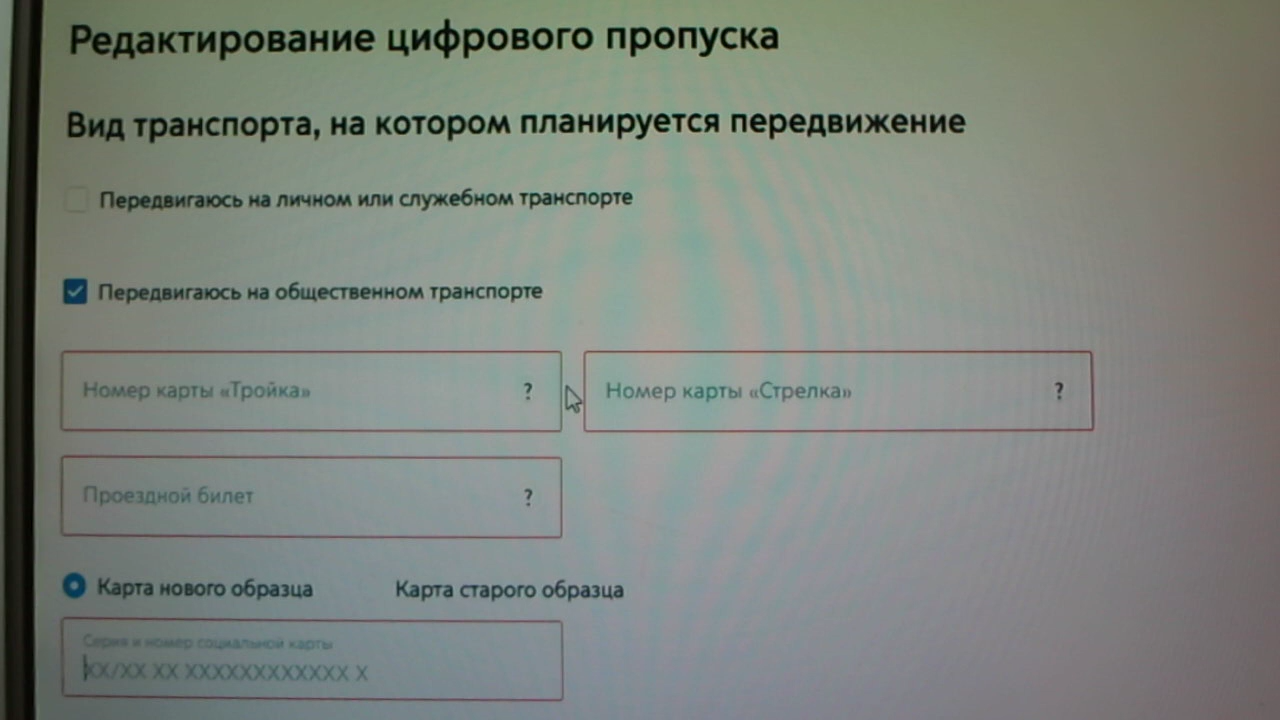 Редактирование цифрового пропуска
Вид транспорта, на котором планируется передвижение
Передвигаюсь на личном или служебном транспорте
Передвигаюсь на общественном транспорте
Номер карты «Тройка» ? Номер карты «Стрелка» ?
Проездной билет ?
Карта нового образца Карта старого образца
Серия и номер социальной карты
XX/XX XX XXXXXXXXXXXX X